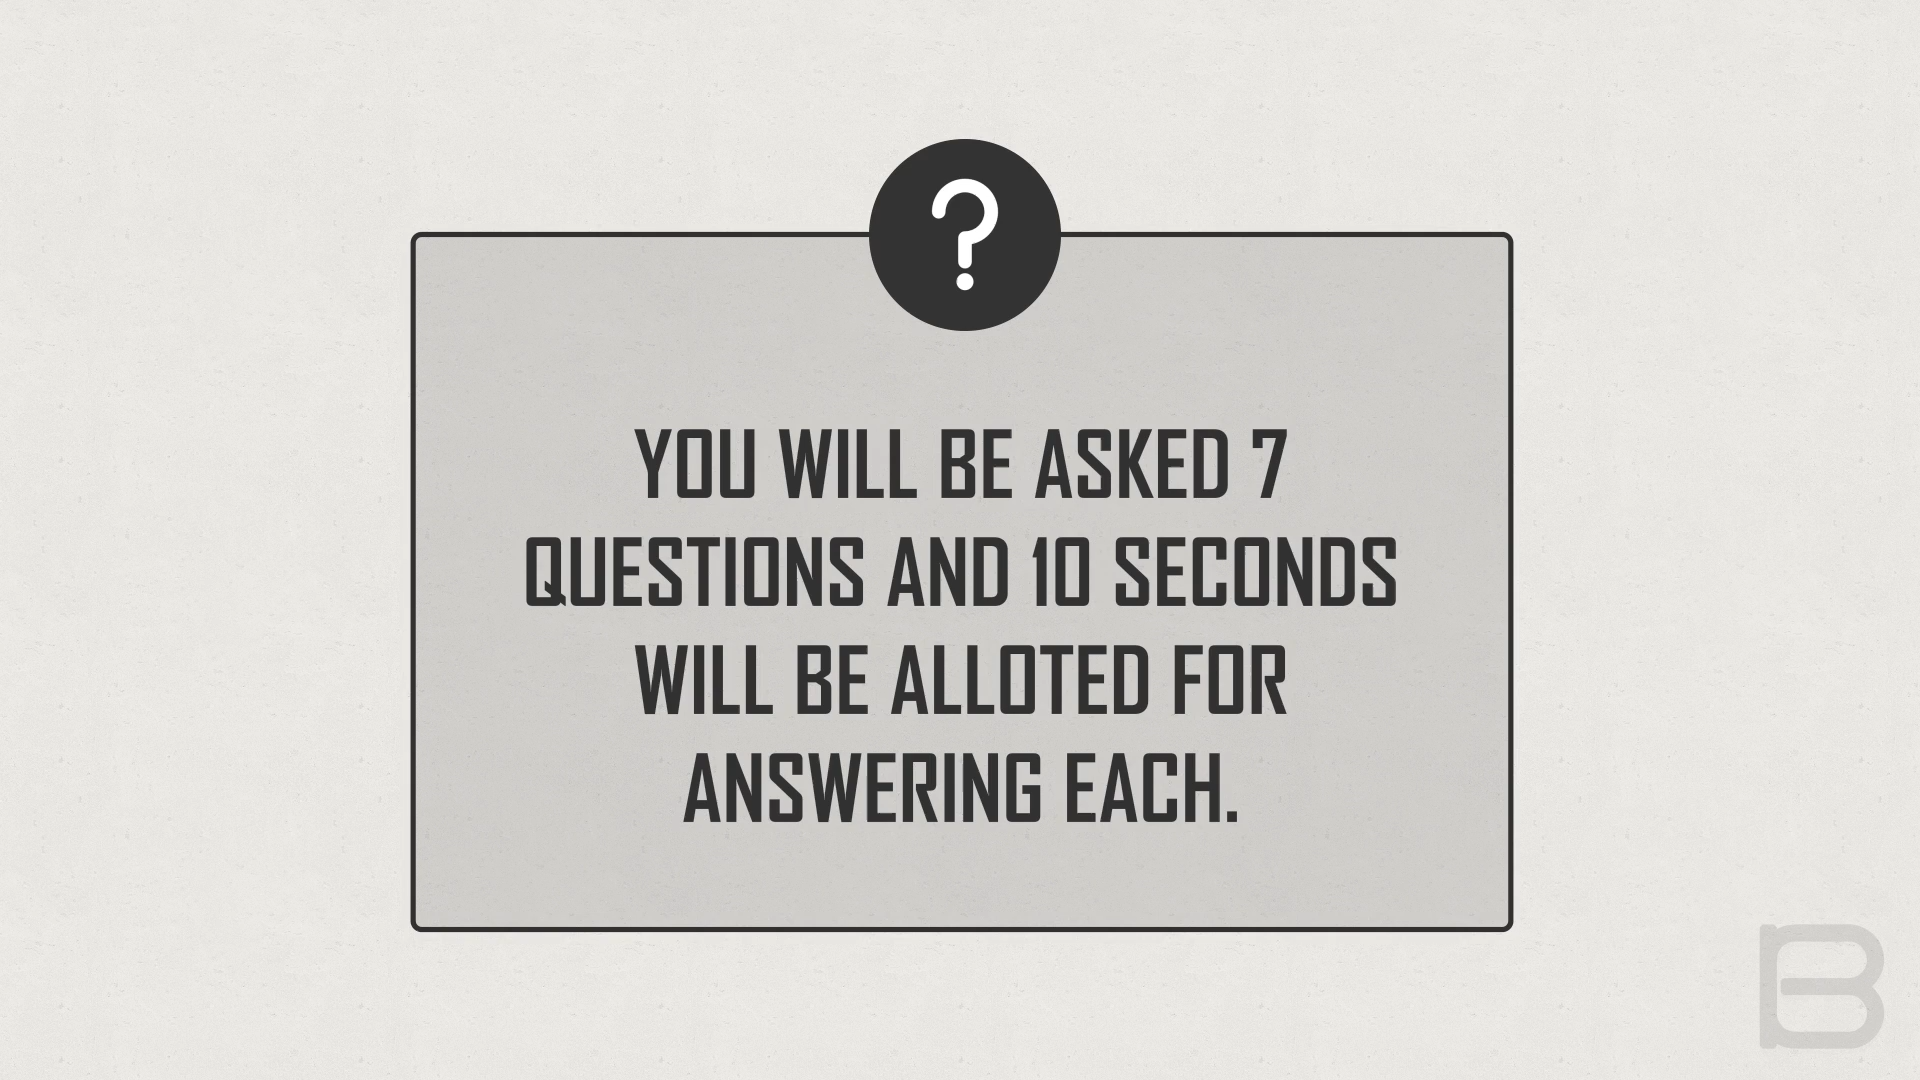 ?
YOU WILL BE ASKED 7
QUESTIONS AND 10 SECONDS
WILL BE ALLOTED FOR
ANSWERING EACH.
B